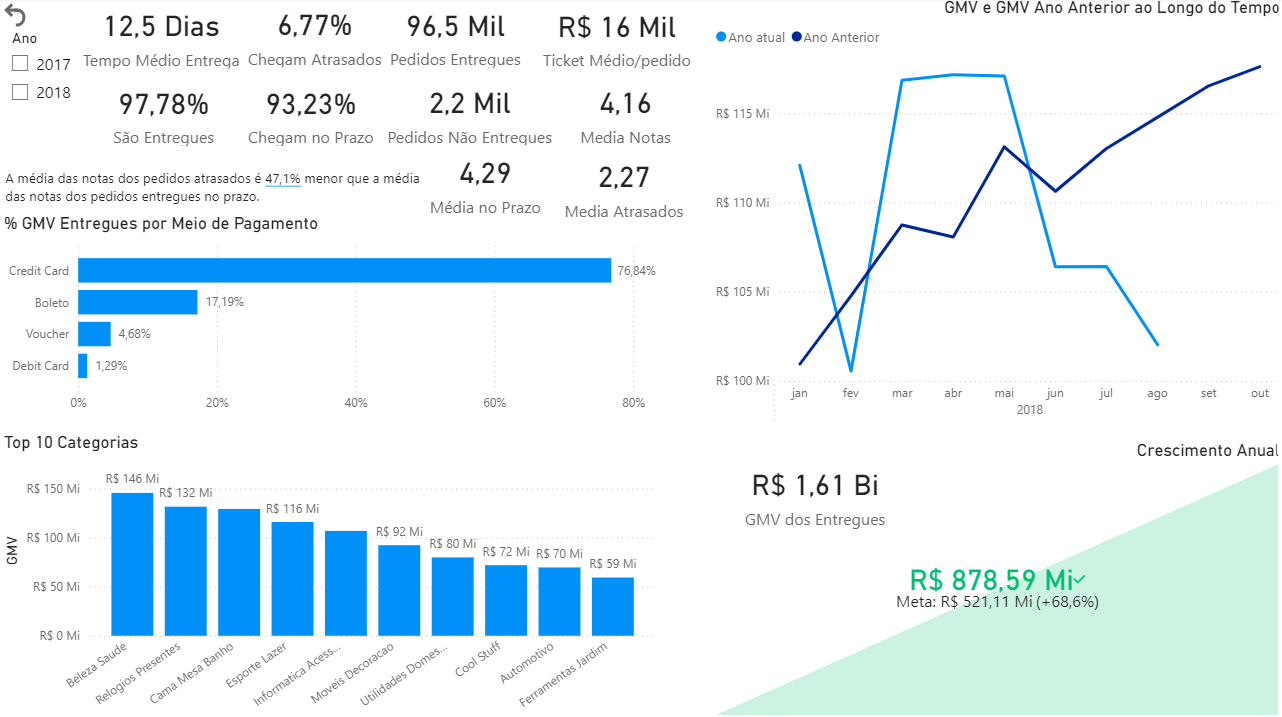 Ano
2017
2018
12,5 Dias
Tempo Médio Entrega
6,77%
Chegam Atrasados
96,5 Mil
Pedidos Entregues
R$ 16 Mil
Ticket Médio/pedido
97,78%
São Entregues
93,23%
Chegam no Prazo
2,2 Mil
Pedidos Não Entregues
4,16
Media Notas
A média das notas dos pedidos atrasados é 47,1% menor que a média
das notas dos pedidos entregues no prazo.
4,29
Média no Prazo
2,27
Media Atrasados
% GMV Entregues por Meio de Pagamento
Credit Card
76,84%
Boleto
17,19%
Voucher
4,68%
Debit Card
1,29%
0%
20%
40%
60%
80%
GMV e GMV Ano Anterior ao Longo do Tempo
Ano atual
Ano Anterior
R$ 115 Mi
R$ 110 Mi
R$ 105 Mi
R$ 100 Mi
jan
fev
mar
abr
mai
jun
jul
ago
set
out
2018
Top 10 Categorias
GMV
R$ 150 Mi
R$ 100 Mi
R$ 50 Mi
R$ 0 Mi
R$ 146 Mi
R$ 132 Mi
R$ 116 Mi
R$ 92 Mi
R$ 80 Mi
R$ 72 Mi
R$ 70 Mi
R$ 59 Mi
Beleza Saude
Relogios Presentes
Cama Mesa Banho
Esporte Lazer
Informatica Acess...
Moveis Decoracao
Utilidades Domes...
Cool Stuff
Automotivo
Ferramentas Jardim
Crescimento Anual
R$ 1,61 Bi
GMV dos Entregues
R$ 878,59 Mi
Meta: R$ 521,11 Mi (+68,6%)